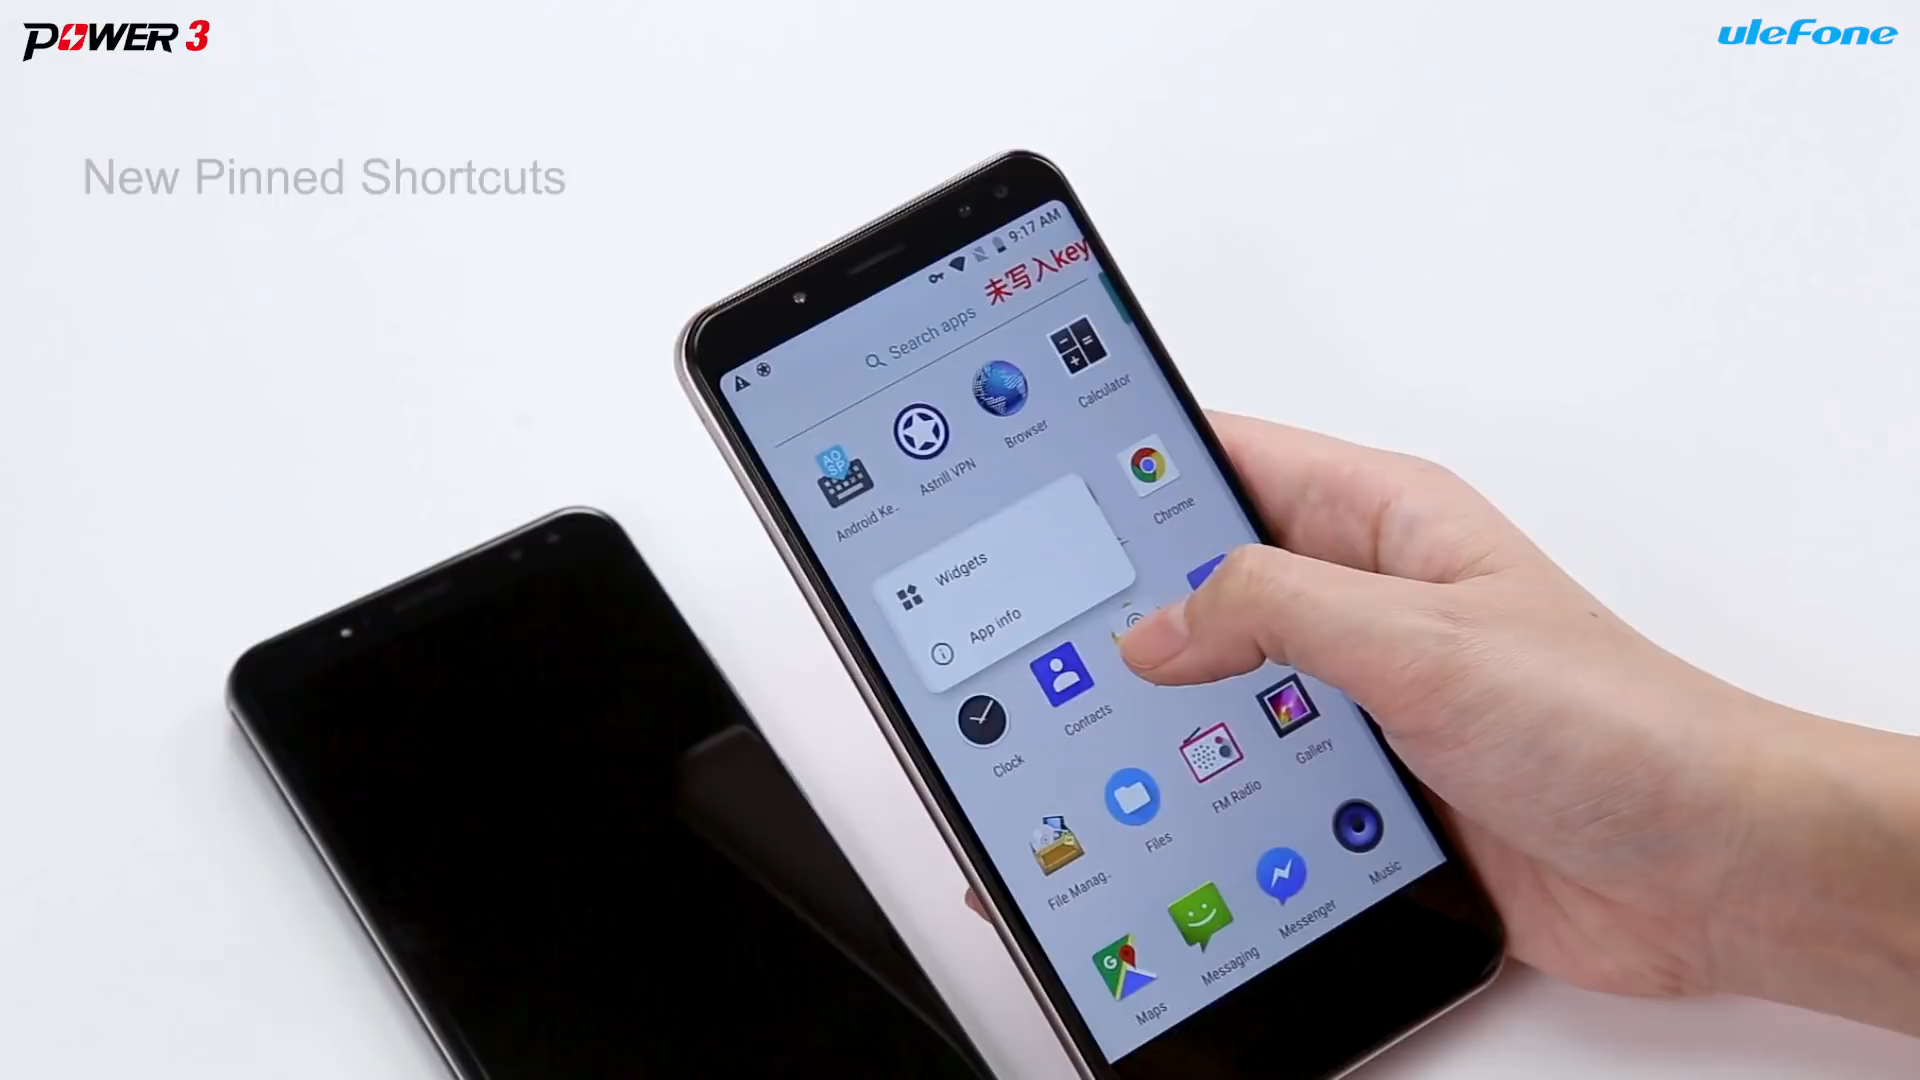 POWER 3
ulefone
New Pinned Shortcuts
9:17 AM
未写入key
Search apps
Calculator
Browser
Astrill VPN
AO
SP
Android Ke...
Chrome
Widgets
App info
Contacts
Clock
Gallery
FM Radio
Files
File Manag...
Music
Messenger
Messaging
G
Maps